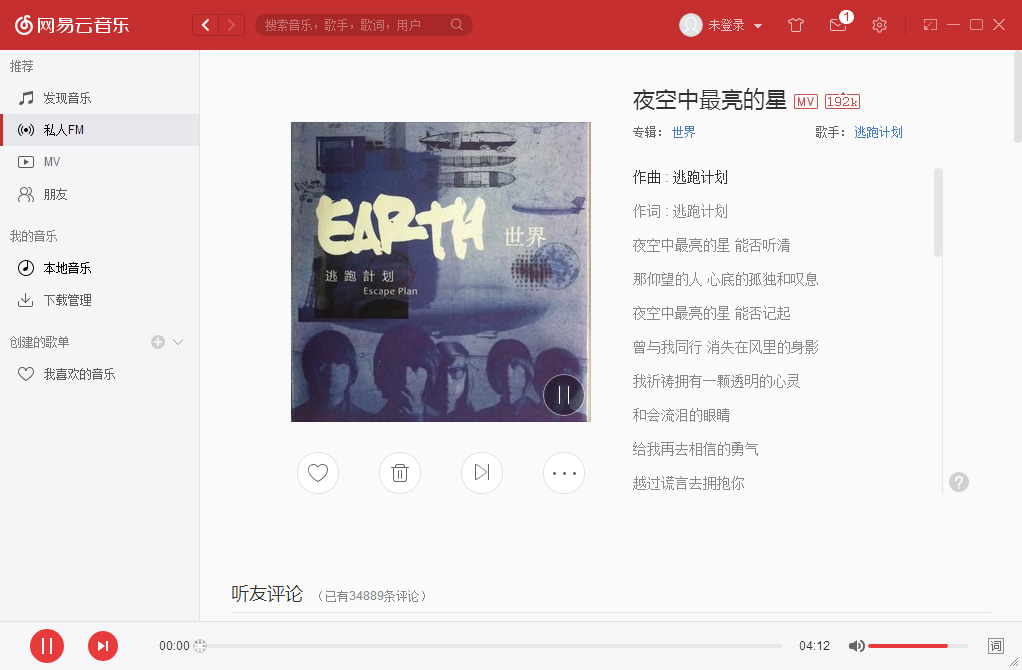 网易云音乐
搜索音乐，歌手，歌词，用户
未登录
1
推荐
发现音乐
私人FM
MV
朋友
我的音乐
本地音乐
下载管理
创建的歌单
我喜欢的音乐
EARTH
世界
逃跑計划
Escape Plan
夜空中最亮的星 MV 192k
专辑： 世界 歌手： 逃跑计划
作曲 : 逃跑计划
作词 : 逃跑计划
夜空中最亮的星 能否听清
那仰望的人 心底的孤独和叹息
夜空中最亮的星 能否记起
曾与我同行 消失在风里的身影
我祈祷拥有一颗透明的心灵
和会流泪的眼睛
给我再去相信的勇气
越过谎言去拥抱你
?
听友评论 （已有34889条评论）
00:00
04:12
词